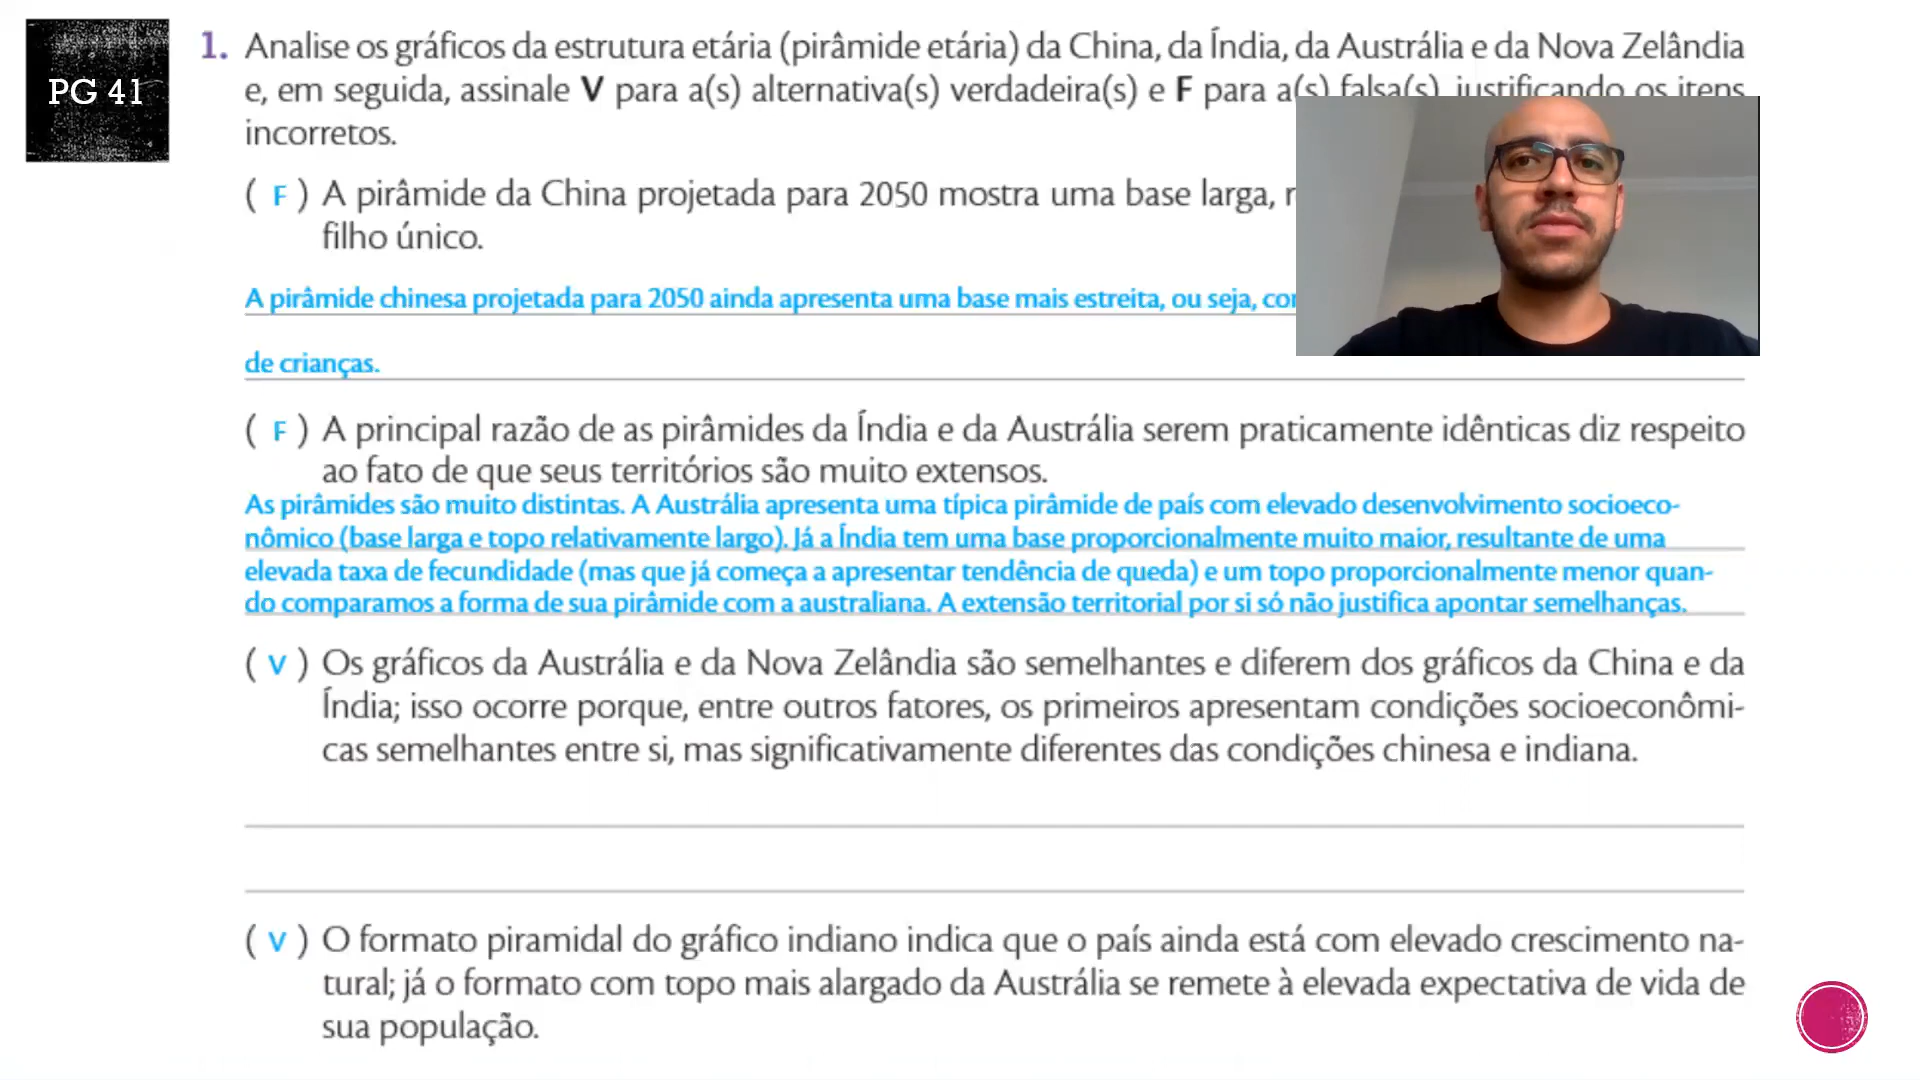 PG 41
1. Analise os gráficos da estrutura etária (pirâmide etária) da China, da Índia, da Austrália e da Nova Zelândia
e, em seguida, assinale V para a(s) alternativa(s) verdadeira(s) e F para a(s) falsa(s), justificando os itens
incorretos.
( F ) A pirâmide da China projetada para 2050 mostra uma base larga,
filho único.
A pirâmide chinesa projetada para 2050 ainda apresenta uma base mais estreita, ou seja,
de crianças.
( F ) A principal razão de as pirâmides da Índia e da Austrália serem praticamente idênticas diz respeito
ao fato de que seus territórios são muito extensos.
As pirâmides são muito distintas. A Austrália apresenta uma típica pirâmide de país com elevado desenvolvimento socioeco-
nômico (base larga e topo relativamente largo). Já a Índia tem uma base proporcionalmente muito maior, resultante de uma
elevada taxa de fecundidade (mas que já começa a apresentar tendência de queda) e um topo proporcionalmente menor quan-
do comparamos a forma de sua pirâmide com a australiana. A extensão territorial por si só não justifica apontar semelhanças.
( V ) Os gráficos da Austrália e da Nova Zelândia são semelhantes e diferem dos gráficos da China e da
Índia; isso ocorre porque, entre outros fatores, os primeiros apresentam condições socioeconômi-
cas semelhantes entre si, mas significativamente diferentes das condições chinesa e indiana.
( V ) O formato piramidal do gráfico indiano indica que o país ainda está com elevado crescimento na-
tural; já o formato com topo mais alargado da Austrália se remete à elevada expectativa de vida de
sua população.